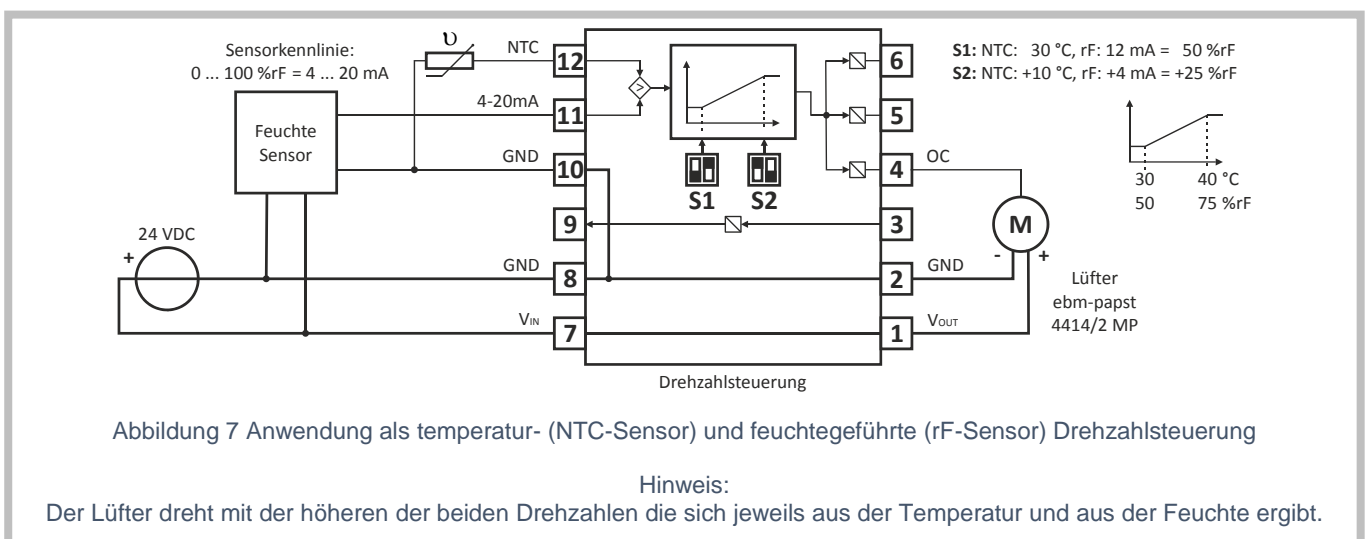 Sensorkennlinie:
0 ... 100 %rF = 4 ... 20 mA
υ
NTC
12
>
6
S1: NTC: 30 °C, rF: 12 mA = 50 %rF
S2: NTC: +10 °C, rF: +4 mA = +25 %rF
4-20mA
11
5
Feuchte
Sensor
GND
10
S1
S2
4
OC
30 40 °C
50 75 %rF
9
3
M
- +
24 VDC
+
GND
8
2
GND
Lüfter
ebm-papst
4414/2 MP
VIN
7
1
VOUT
Drehzahlsteuerung
Abbildung 7 Anwendung als temperatur- (NTC-Sensor) und feuchtegeführte (rF-Sensor) Drehzahlsteuerung
Hinweis:
Der Lüfter dreht mit der höheren der beiden Drehzahlen die sich jeweils aus der Temperatur und aus der Feuchte ergibt.